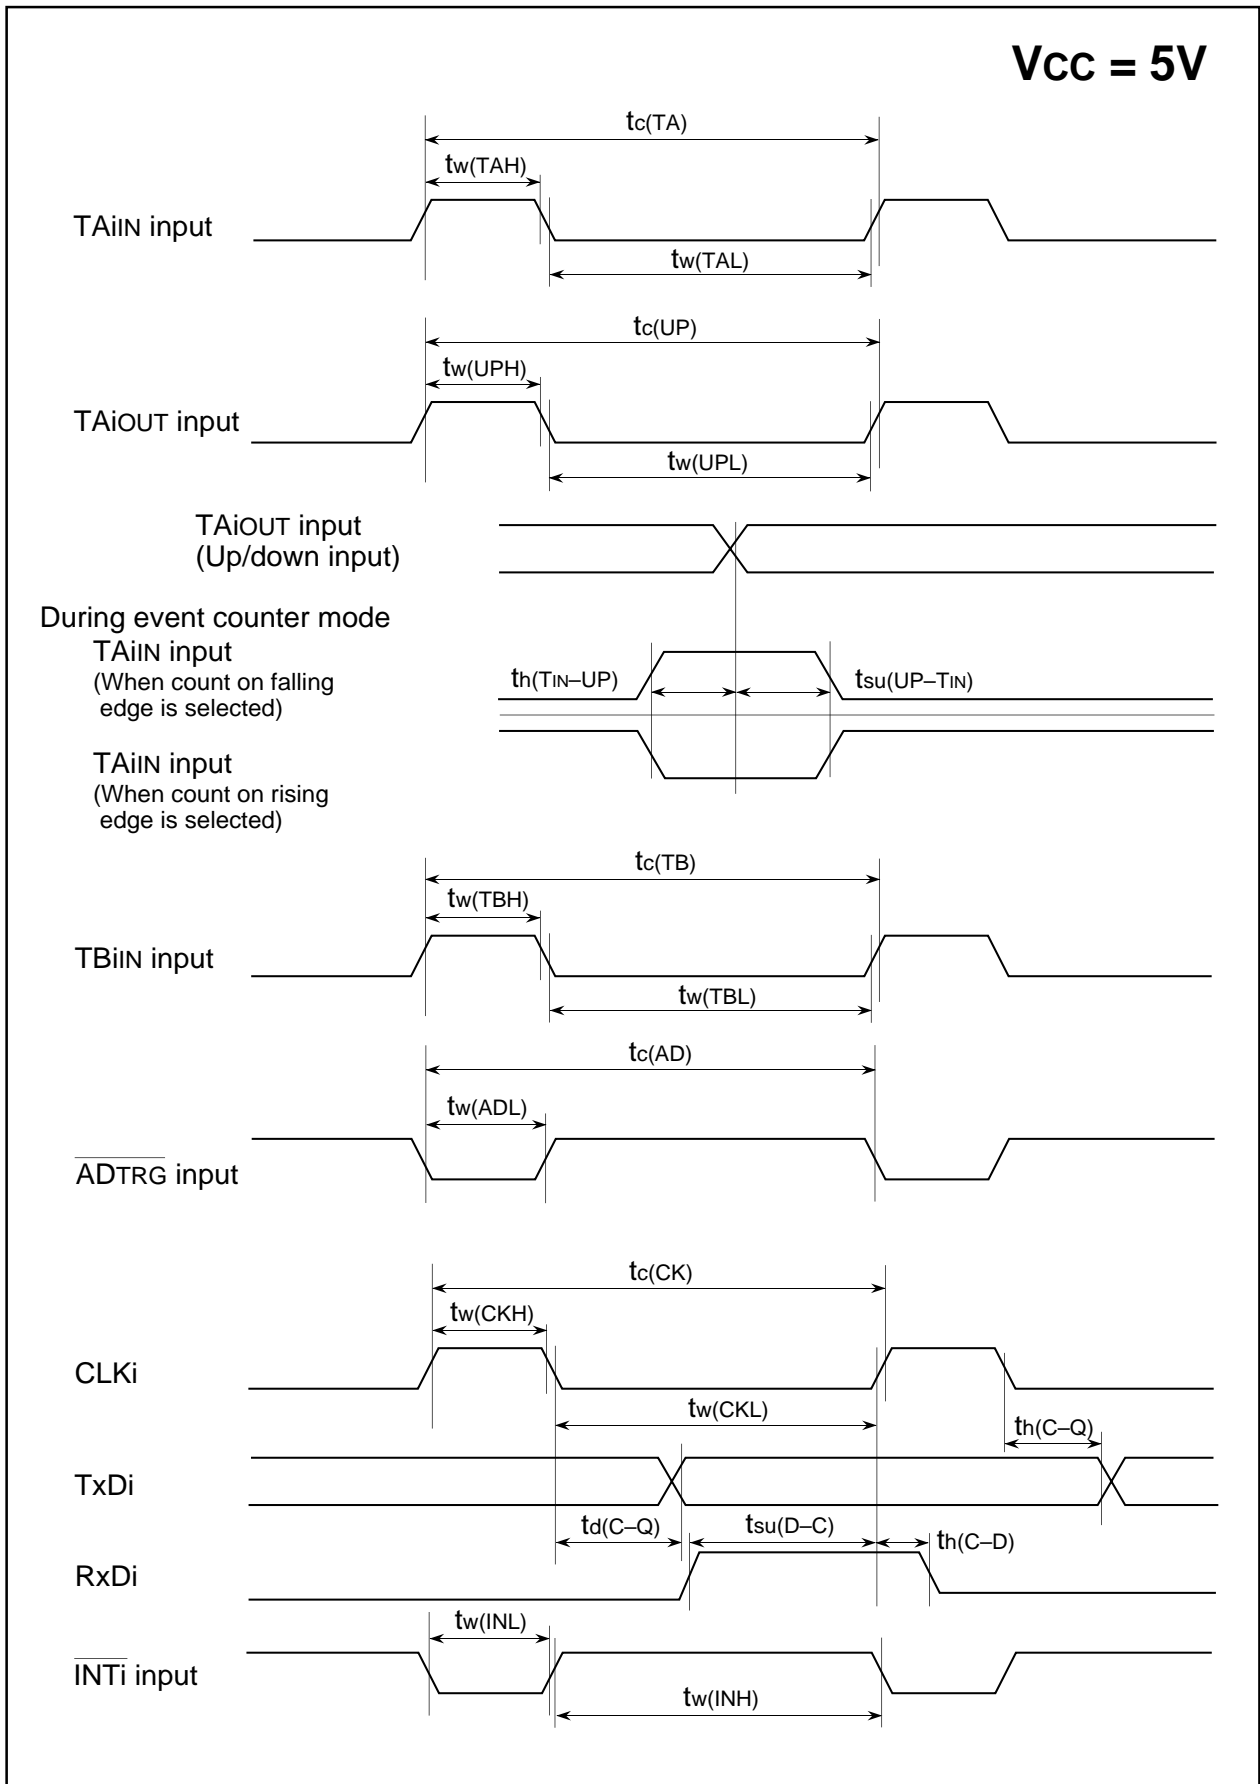 VCC = 5V
tc(TA)
tw(TAH)
TAiIN input
tw(TAL)
tc(UP)
tw(UPH)
TAiOUT input
tw(UPL)
TAiOUT input
(Up/down input)
During event counter mode
TAiIN input
(When count on falling
edge is selected)
th(TIN–UP)
tsu(UP–TIN)
TAiIN input
(When count on rising
edge is selected)
tc(TB)
tw(TBH)
TBiIN input
tw(TBL)
tc(AD)
tw(ADL)
ADTRG input
tc(CK)
tw(CKH)
CLKi
tw(CKL)
th(C–Q)
TxDi
td(C–Q)
tsu(D–C)
th(C–D)
RxDi
tw(INL)
INTi input
tw(INH)